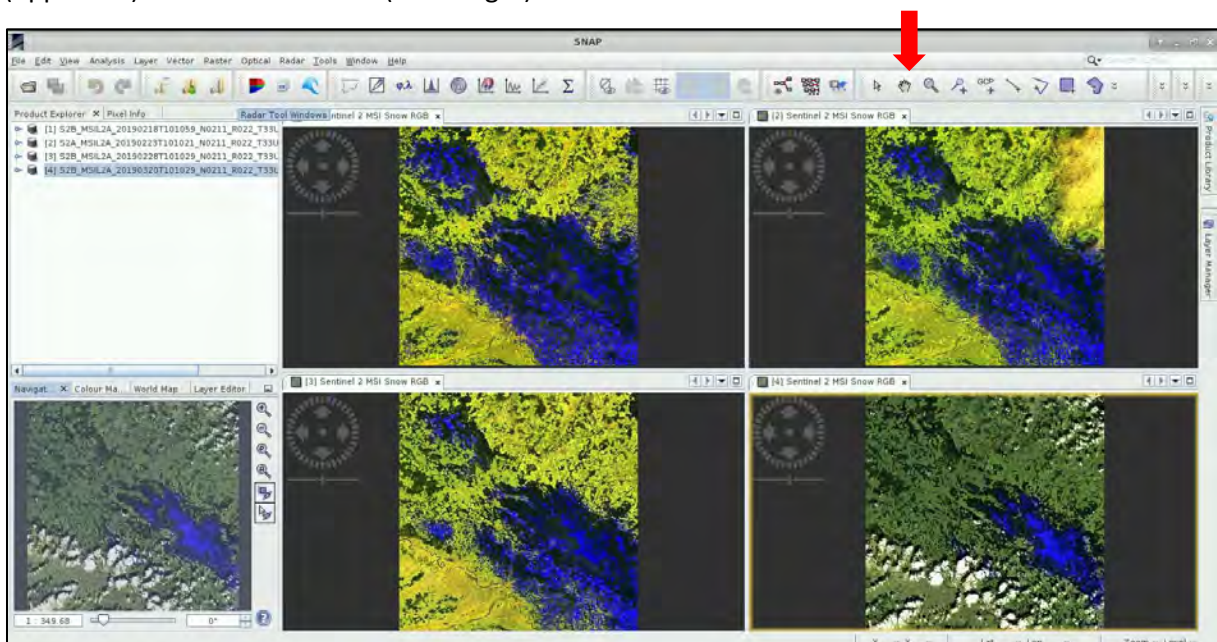 SNAP
File Edit View Analysis Layer Vector Raster Optical Radar Tools Window Help
GCP
Product Explorer Pixel Info
Radar Tool Windows
ntinel 2 MSI Snow RGB
[2] Sentinel 2 MSI Snow RGB
[1] S2B_MSIL2A_20190218T101059_N0211_R022_T33U
[2] S2A_MSIL2A_20190223T101021_N0211_R022_T33U
[3] S2B_MSIL2A_20190228T101029_N0211_R022_T33U
[4] S2B_MSIL2A_20190320T101029_N0211_R022_T33L
Product Library
Layer Manager
Navigat... Colour Ma... World Map Layer Editor
[3] Sentinel 2 MSI Snow RGB
[4] Sentinel 2 MSI Snow RGB
1 : 349.68
0°